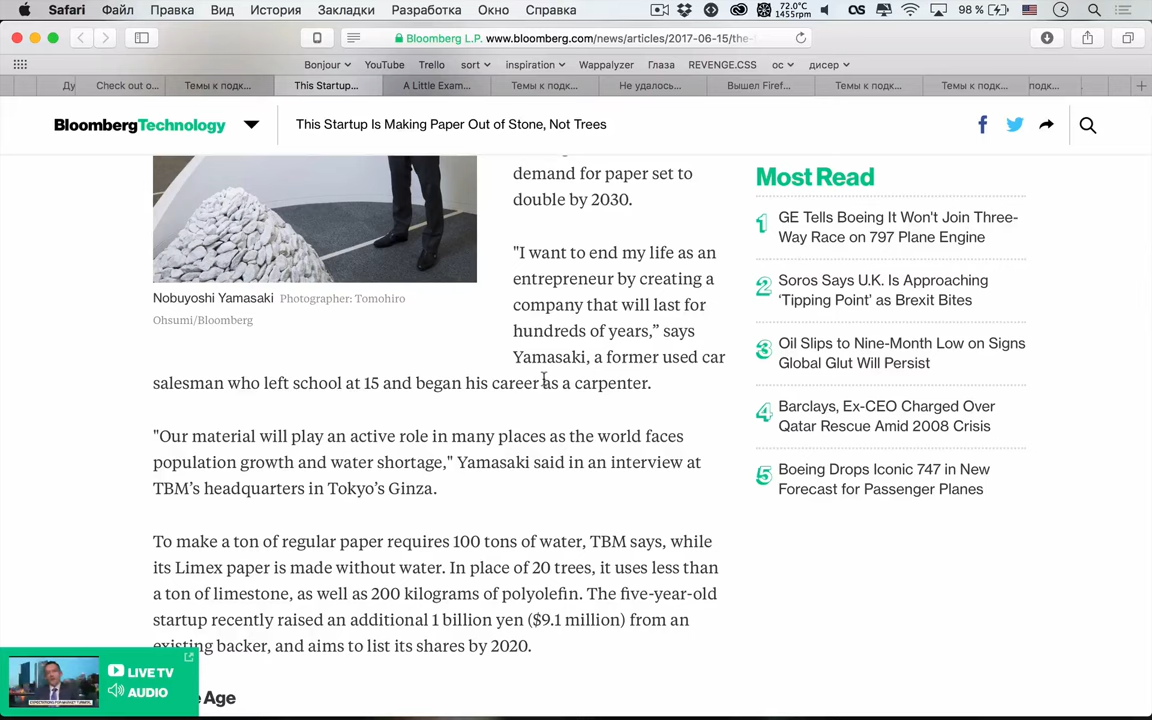 Safari Файл Правка Вид История Закладки Разработка Окно Справка 72.0°C 1455rpm 98 %
Bloomberg L.P. www.bloomberg.com/news/articles/2017-06-15/the-
Bonjour YouTube Trello sort inspiration Wappalyzer Глаза REVENGE.CSS ос дисер
Ду Check out o... Темы к подк... This Startup... A Little Exam... Темы к подк... Не удалось... Вышел Firef... Темы к подк... Темы к подк... подк...
BloombergTechnology This Startup Is Making Paper Out of Stone, Not Trees
demand for paper set to
double by 2030.
"I want to end my life as an
entrepreneur by creating a
company that will last for
hundreds of years,” says
Yamasaki, a former used car
salesman who left school at 15 and began his career as a carpenter.
Nobuyoshi Yamasaki Photographer: Tomohiro
Ohsumi/Bloomberg
"Our material will play an active role in many places as the world faces
population growth and water shortage," Yamasaki said in an interview at
TBM’s headquarters in Tokyo’s Ginza.
To make a ton of regular paper requires 100 tons of water, TBM says, while
its Limex paper is made without water. In place of 20 trees, it uses less than
a ton of limestone, as well as 200 kilograms of polyolefin. The five-year-old
startup recently raised an additional 1 billion yen ($9.1 million) from an
existing backer, and aims to list its shares by 2020.
Age
Most Read
1 GE Tells Boeing It Won't Join Three-
Way Race on 797 Plane Engine
2 Soros Says U.K. Is Approaching
‘Tipping Point’ as Brexit Bites
3 Oil Slips to Nine-Month Low on Signs
Global Glut Will Persist
4 Barclays, Ex-CEO Charged Over
Qatar Rescue Amid 2008 Crisis
5 Boeing Drops Iconic 747 in New
Forecast for Passenger Planes
LIVE TV
AUDIO